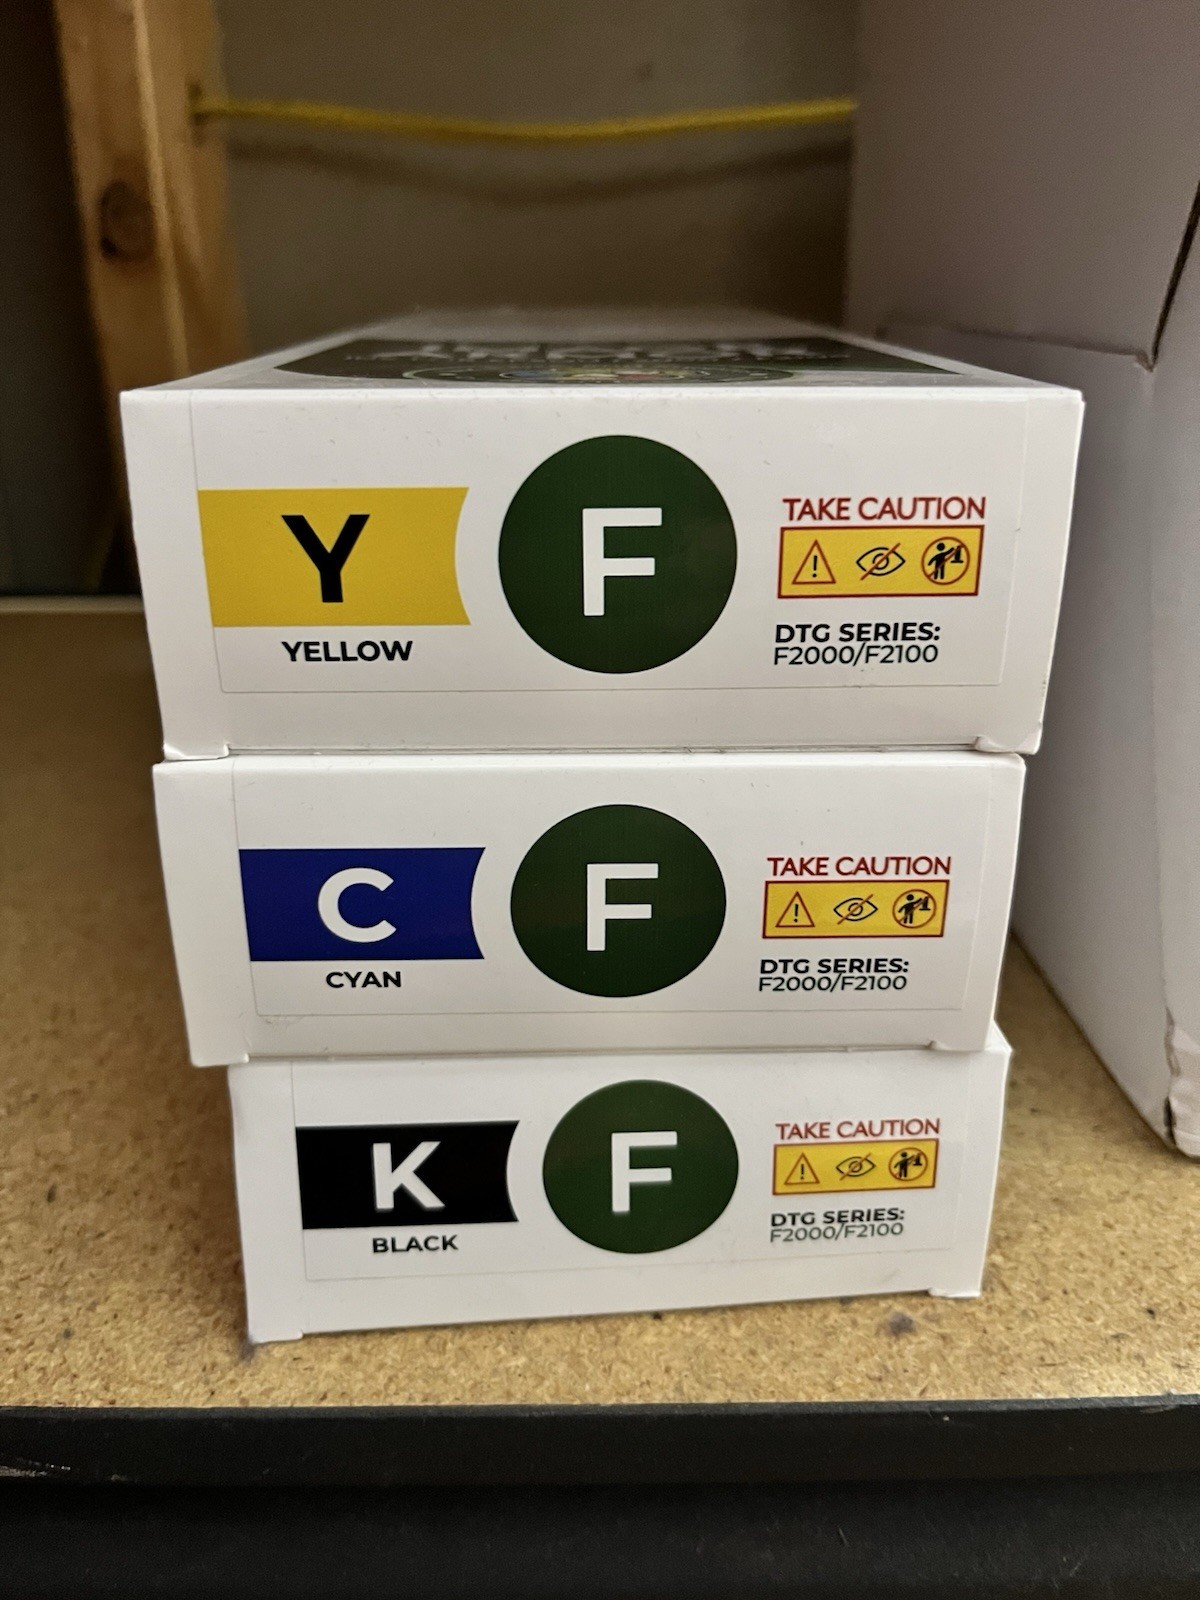 Y
YELLOW
F
TAKE CAUTION
DTG SERIES:
F2000/F2100
C
CYAN
F
TAKE CAUTION
DTG SERIES:
F2000/F2100
K
BLACK
F
TAKE CAUTION
DTG SERIES:
F2000/F2100